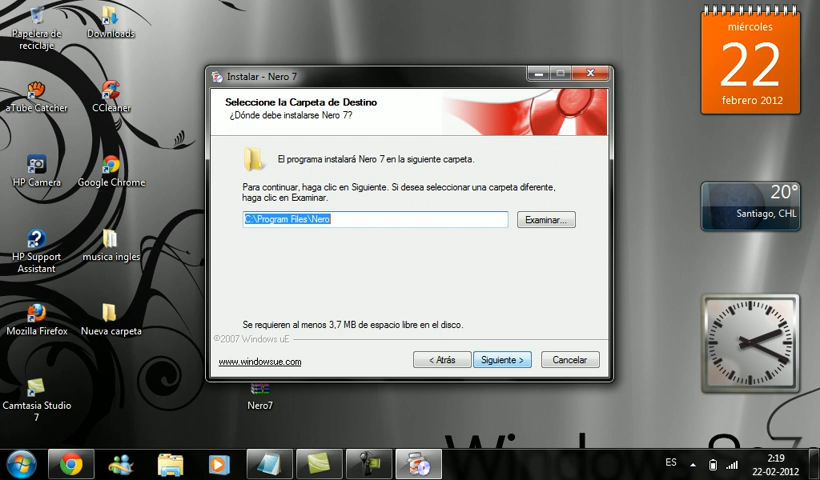 Papelera de
reciclaje
Downloads
aTube Catcher
CCleaner
HP Camera
Google Chrome
HP Support
Assistant
musica ingles
Mozilla Firefox
Nueva carpeta
Camtasia Studio
7
Nero7
Instalar - Nero 7
Seleccione la Carpeta de Destino
¿Dónde debe instalarse Nero 7?
El programa instalará Nero 7 en la siguiente carpeta.
Para continuar, haga clic en Siguiente. Si desea seleccionar una carpeta diferente,
haga clic en Examinar.
C:\Program Files\Nero
Examinar...
Se requieren al menos 3,7 MB de espacio libre en el disco.
©2007 Windows uE
www.windowsue.com
< Atrás
Siguiente >
Cancelar
miércoles
22
febrero 2012
20°
Santiago, CHL
ES
2:19
22-02-2012